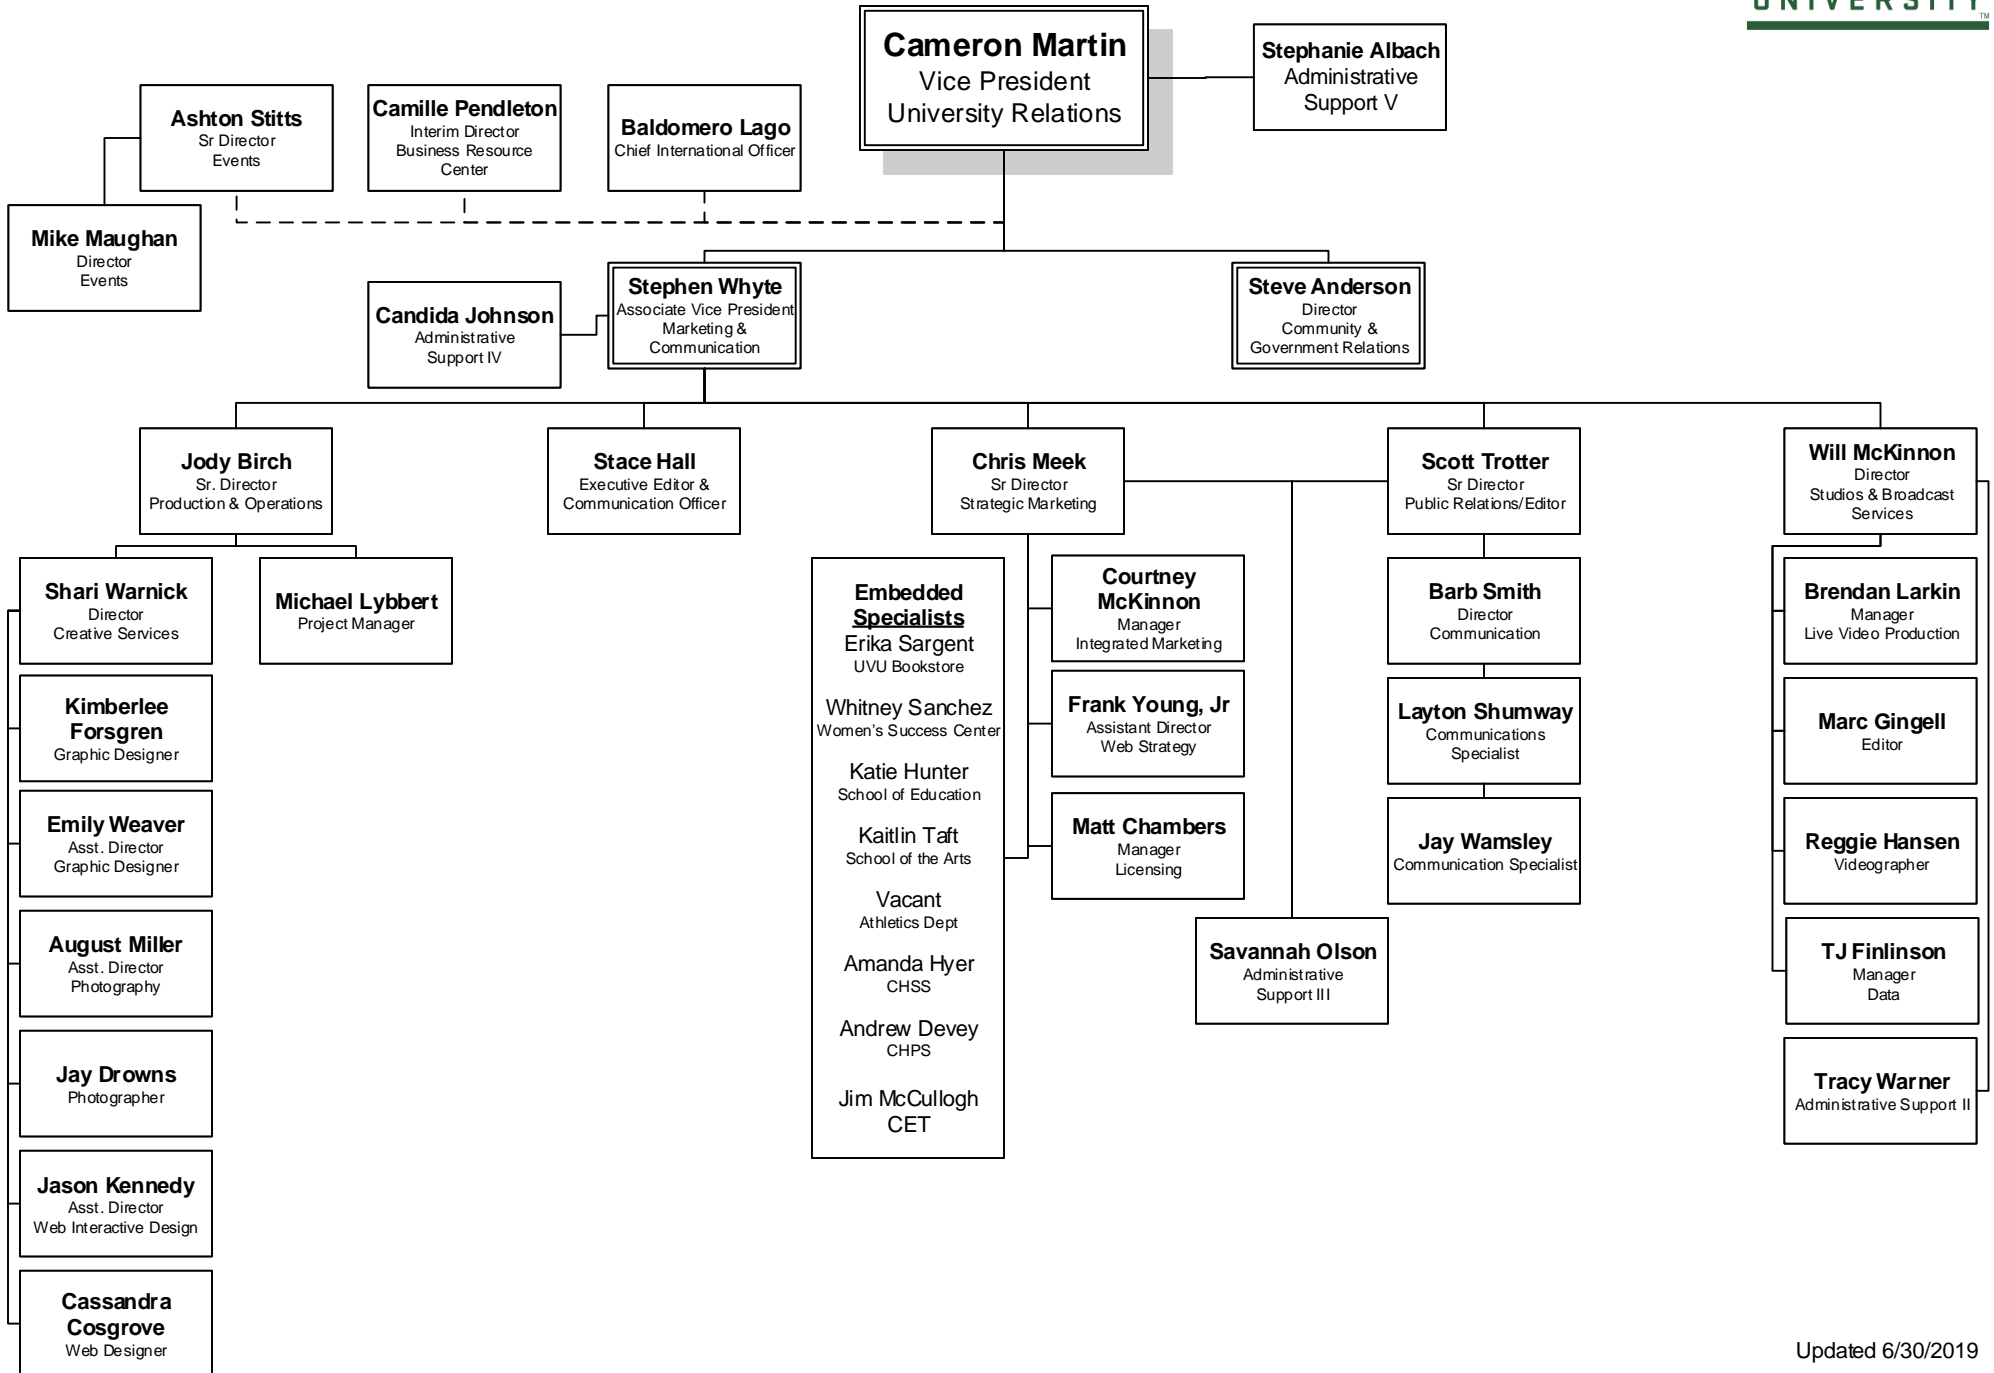 UNIVERSITY
TM
Cameron Martin
Vice President
University Relations
Stephanie Albach
Administrative
Support V
Ashton Stitts
Sr Director
Events
Camille Pendleton
Interim Director
Business Resource
Center
Baldomero Lago
Chief International Officer
Mike Maughan
Director
Events
Candida Johnson
Administrative
Support IV
Stephen Whyte
Associate Vice President
Marketing &
Communication
Steve Anderson
Director
Community &
Government Relations
Jody Birch
Sr. Director
Production & Operations
Stace Hall
Executive Editor &
Communication Officer
Chris Meek
Sr Director
Strategic Marketing
Scott Trotter
Sr Director
Public Relations/Editor
Will McKinnon
Director
Studios & Broadcast
Services
Shari Warnick
Director
Creative Services
Michael Lybbert
Project Manager
Kimberlee
Forsgren
Graphic Designer
Emily Weaver
Asst. Director
Graphic Designer
August Miller
Asst. Director
Photography
Jay Drowns
Photographer
Jason Kennedy
Asst. Director
Web Interactive Design
Cassandra
Cosgrove
Web Designer
Embedded
Specialists
Erika Sargent
UVU Bookstore
Whitney Sanchez
Women's Success Center
Katie Hunter
School of Education
Kaitlin Taft
School of the Arts
Vacant
Athletics Dept
Amanda Hyer
CHSS
Andrew Devey
CHPS
Jim McCullogh
CET
Courtney
McKinnon
Manager
Integrated Marketing
Frank Young, Jr
Assistant Director
Web Strategy
Matt Chambers
Manager
Licensing
Savannah Olson
Administrative
Support III
Barb Smith
Director
Communication
Layton Shumway
Communications
Specialist
Jay Wamsley
Communication Specialist
Brendan Larkin
Manager
Live Video Production
Marc Gingell
Editor
Reggie Hansen
Videographer
TJ Finlinson
Manager
Data
Tracy Warner
Administrative Support II
Updated 6/30/2019